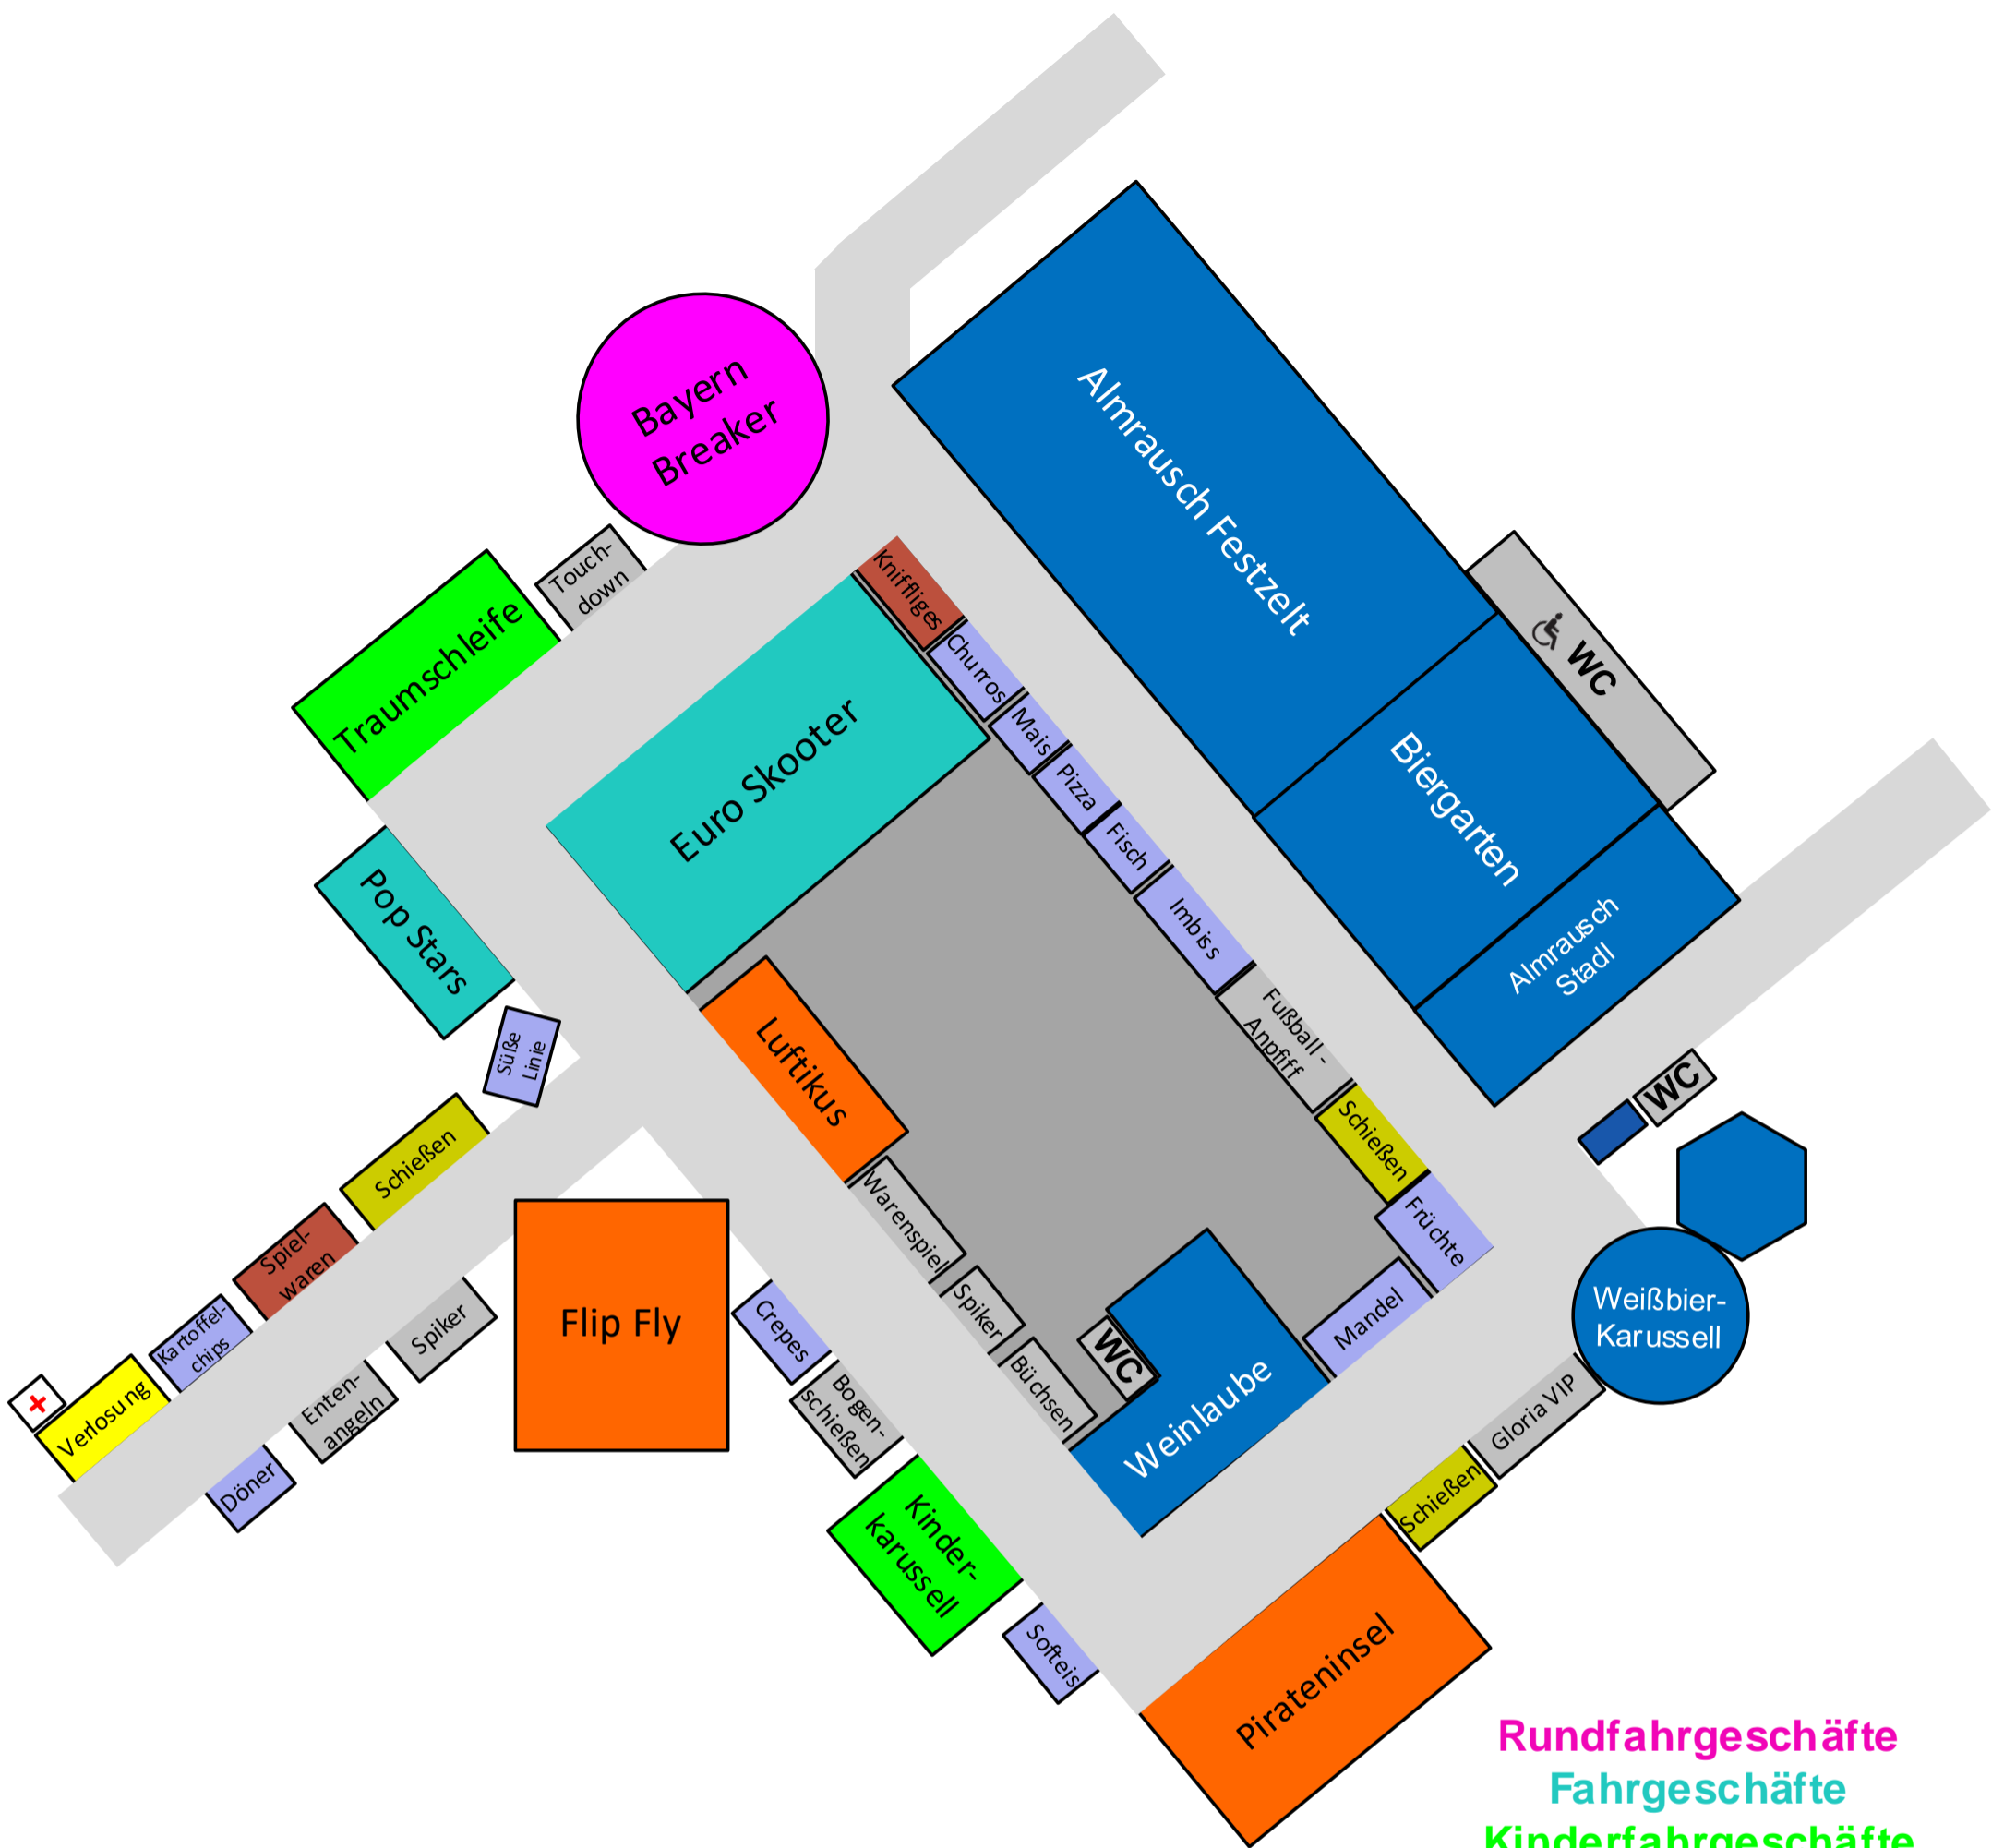 Bayern
Breaker
Almrausch Festzelt
Touch-
down
Traumschleife
Kniffliges
Churros
Mais
Pizza
Fisch
Imbiss
Fußball -
Anpfiff
Schießen
Früchte
Mandel
WC
Biergarten
Almrausch
Stadl
Euro Skooter
Pop Stars
Süße
Linie
Luftikus
Warenspiel
Spiker
Büchsen
WC
Weinlaube
WC
Weißbier-
Karussell
Gloria VIP
Schießen
Pirateninsel
Schießen
Spiel-
waren
Kartoffel-
chips
Verlosung
Döner
Enten-
angeln
Spiker
Flip Fly
Crepes
Bogen-
schießen
Kinder-
karussell
Softeis
Rundfahrgeschäfte
Fahrgeschäfte
Kinderfahrgeschäfte